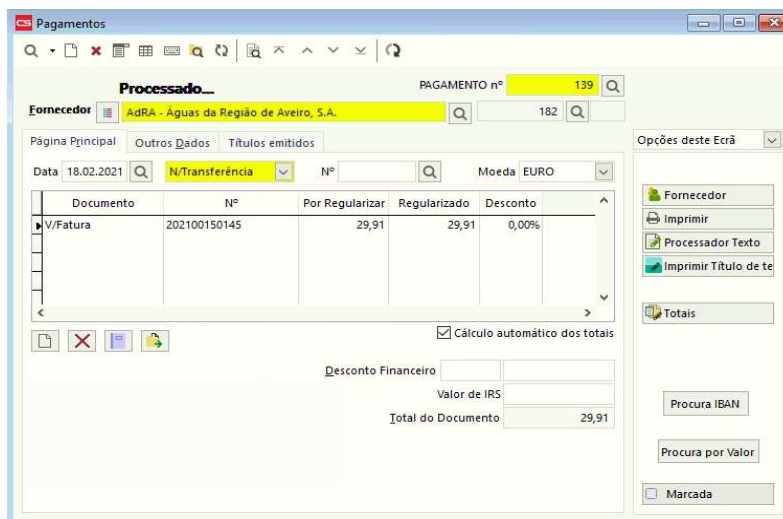 CS Pagamentos
Processado... PAGAMENTO nº 139
Fornecedor AdRA - Águas da Região de Aveiro, S.A. 182
Página Principal Outros Dados Títulos emitidos Opções deste Ecrã
Data 18.02.2021 N/Transferência Nº Moeda EURO
Documento Nº Por Regularizar Regularizado Desconto
V/Fatura 202100150145 29,91 29,91 0,00%
Fornecedor
Imprimir
Processador Texto
Imprimir Título de te
Totais
Cálculo automático dos totais
Desconto Financeiro
Valor de IRS
Total do Documento 29,91
Procura IBAN
Procura por Valor
Marcada